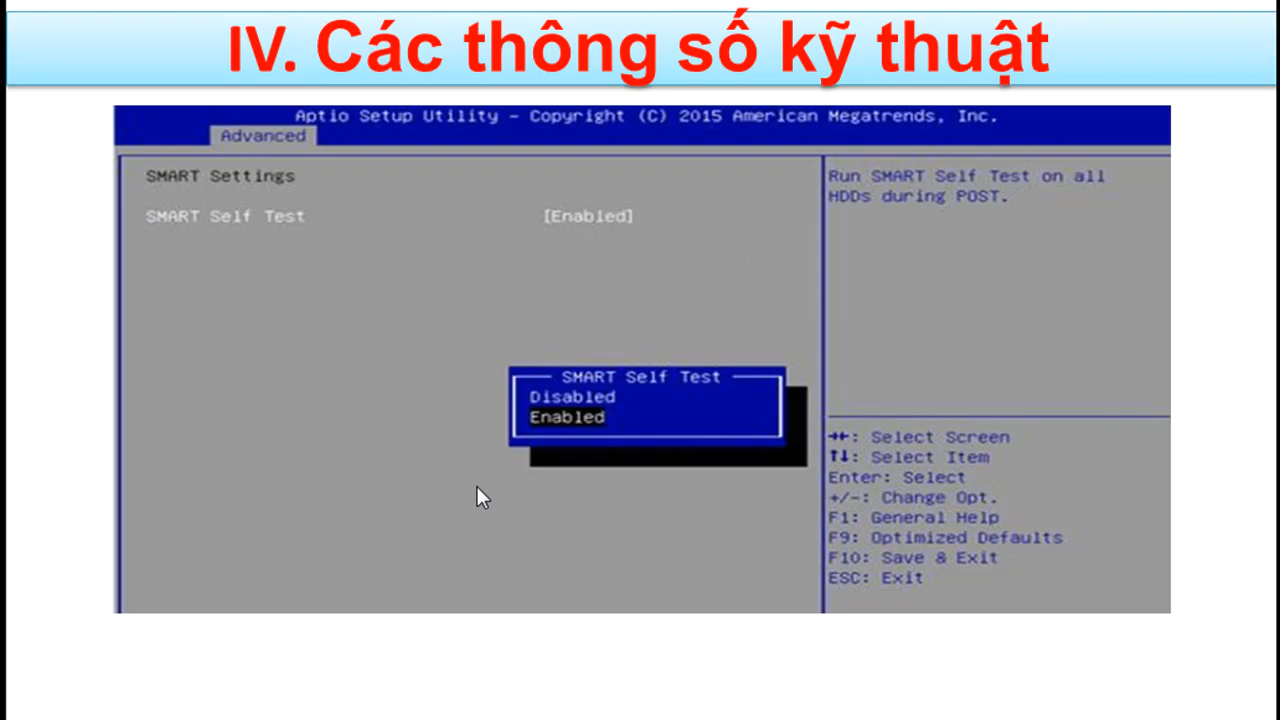 IV. Các thông số kỹ thuật
Aptio Setup Utility – Copyright (C) 2015 American Megatrends, Inc.
Advanced
SMART Settings
SMART Self Test [Enabled]
Run SMART Self Test on all
HDDs during POST.
SMART Self Test
Disabled
Enabled
→←: Select Screen
↑↓: Select Item
Enter: Select
+/-: Change Opt.
F1: General Help
F9: Optimized Defaults
F10: Save & Exit
ESC: Exit